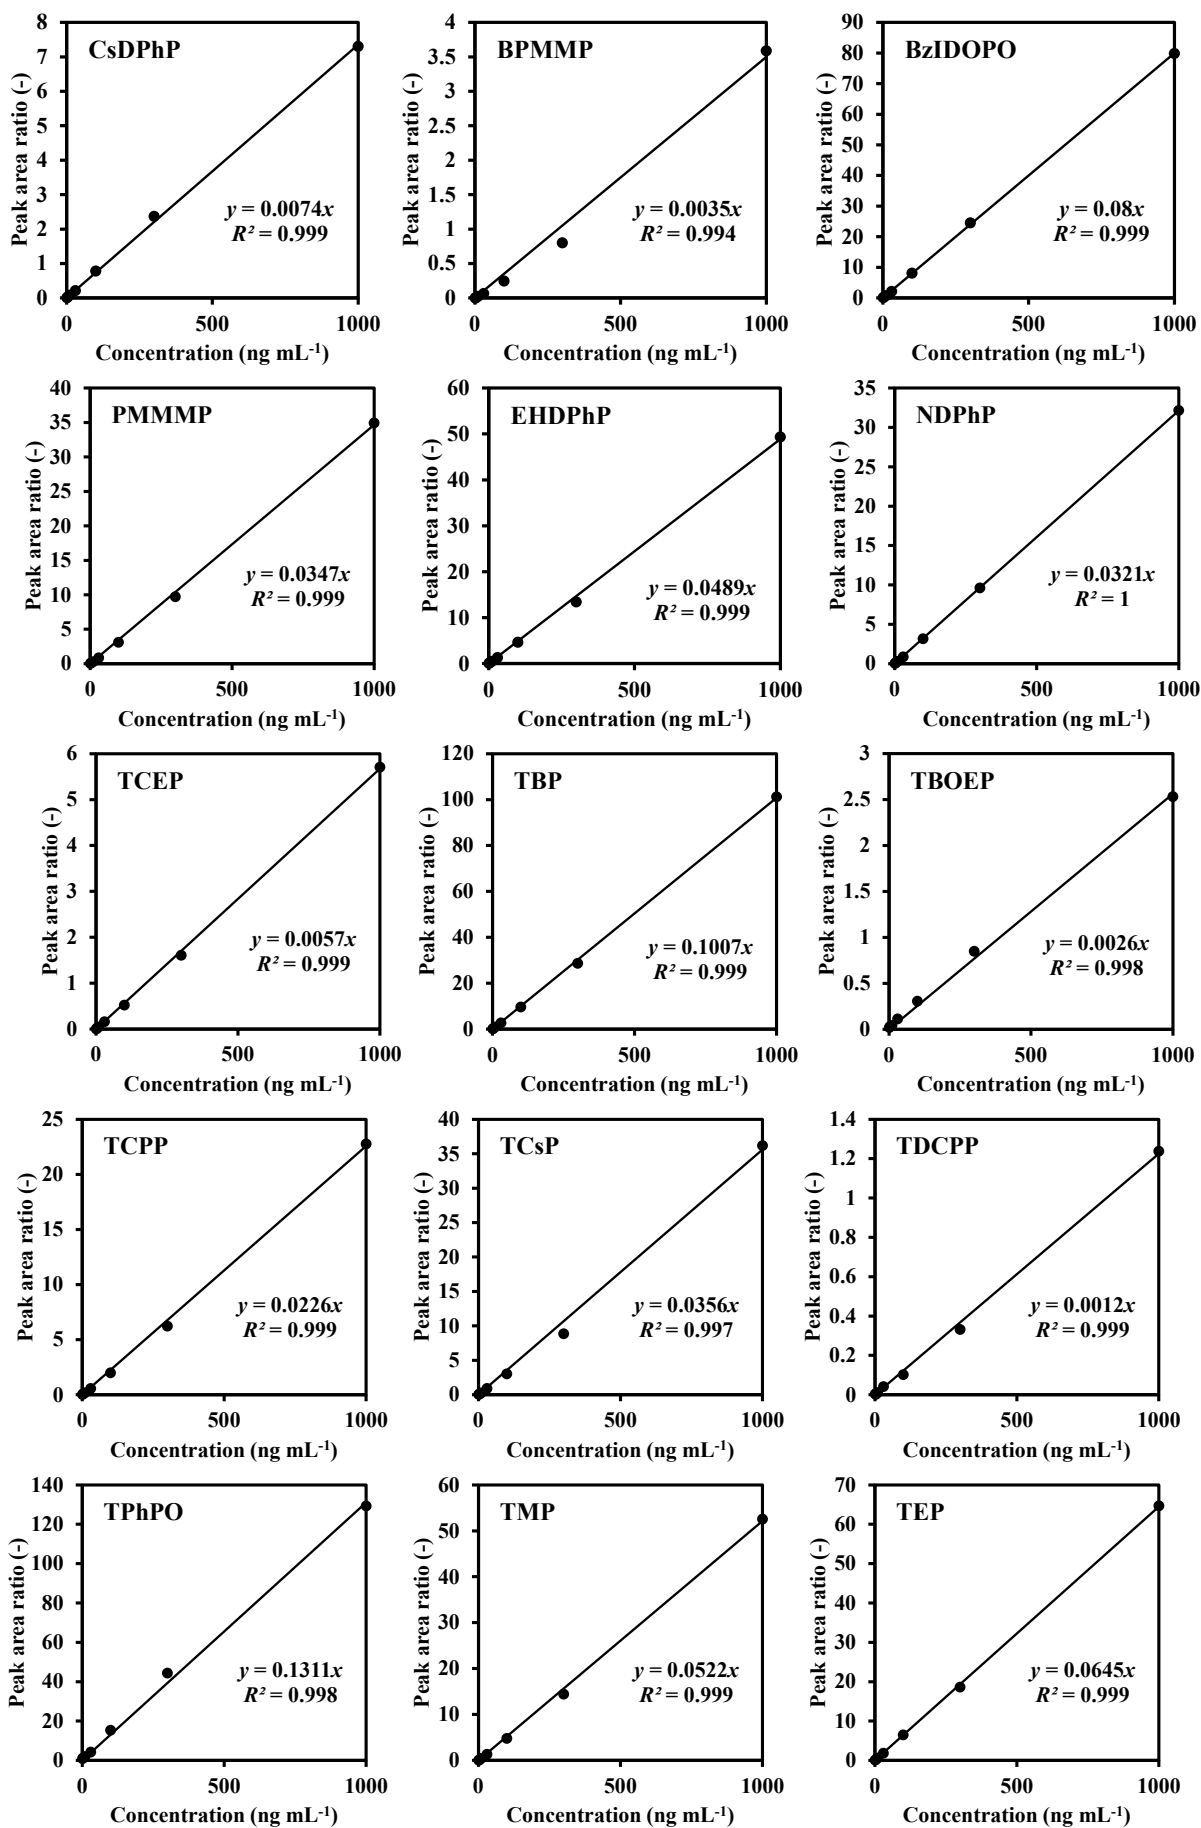 CsDPhP
Peak area ratio (-)
8
7
6
5
4
3
2
1
0
y = 0.0074x
R² = 0.999
0 500 1000
Concentration (ng mL⁻¹)
BPMMP
Peak area ratio (-)
4
3.5
3
2.5
2
1.5
1
0.5
0
y = 0.0035x
R² = 0.994
0 500 1000
Concentration (ng mL⁻¹)
BzIDOPO
Peak area ratio (-)
90
80
70
60
50
40
30
20
10
0
y = 0.08x
R² = 0.999
0 500 1000
Concentration (ng mL⁻¹)
PMMMP
Peak area ratio (-)
40
35
30
25
20
15
10
5
0
y = 0.0347x
R² = 0.999
0 500 1000
Concentration (ng mL⁻¹)
EHDPhP
Peak area ratio (-)
60
50
40
30
20
10
0
y = 0.0489x
R² = 0.999
0 500 1000
Concentration (ng mL⁻¹)
NDPhP
Peak area ratio (-)
35
30
25
20
15
10
5
0
y = 0.0321x
R² = 1
0 500 1000
Concentration (ng mL⁻¹)
TCEP
Peak area ratio (-)
6
5
4
3
2
1
0
y = 0.0057x
R² = 0.999
0 500 1000
Concentration (ng mL⁻¹)
TBP
Peak area ratio (-)
120
100
80
60
40
20
0
y = 0.1007x
R² = 0.999
0 500 1000
Concentration (ng mL⁻¹)
TBOEP
Peak area ratio (-)
3
2.5
2
1.5
1
0.5
0
y = 0.0026x
R² = 0.998
0 500 1000
Concentration (ng mL⁻¹)
TCPP
Peak area ratio (-)
25
20
15
10
5
0
y = 0.0226x
R² = 0.999
0 500 1000
Concentration (ng mL⁻¹)
TCsP
Peak area ratio (-)
40
35
30
25
20
15
10
5
0
y = 0.0356x
R² = 0.997
0 500 1000
Concentration (ng mL⁻¹)
TDCPP
Peak area ratio (-)
1.4
1.2
1
0.8
0.6
0.4
0.2
0
y = 0.0012x
R² = 0.999
0 500 1000
Concentration (ng mL⁻¹)
TPhPO
Peak area ratio (-)
140
120
100
80
60
40
20
0
y = 0.1311x
R² = 0.998
0 500 1000
Concentration (ng mL⁻¹)
TMP
Peak area ratio (-)
60
50
40
30
20
10
0
y = 0.0522x
R² = 0.999
0 500 1000
Concentration (ng mL⁻¹)
TEP
Peak area ratio (-)
70
60
50
40
30
20
10
0
y = 0.0645x
R² = 0.999
0 500 1000
Concentration (ng mL⁻¹)